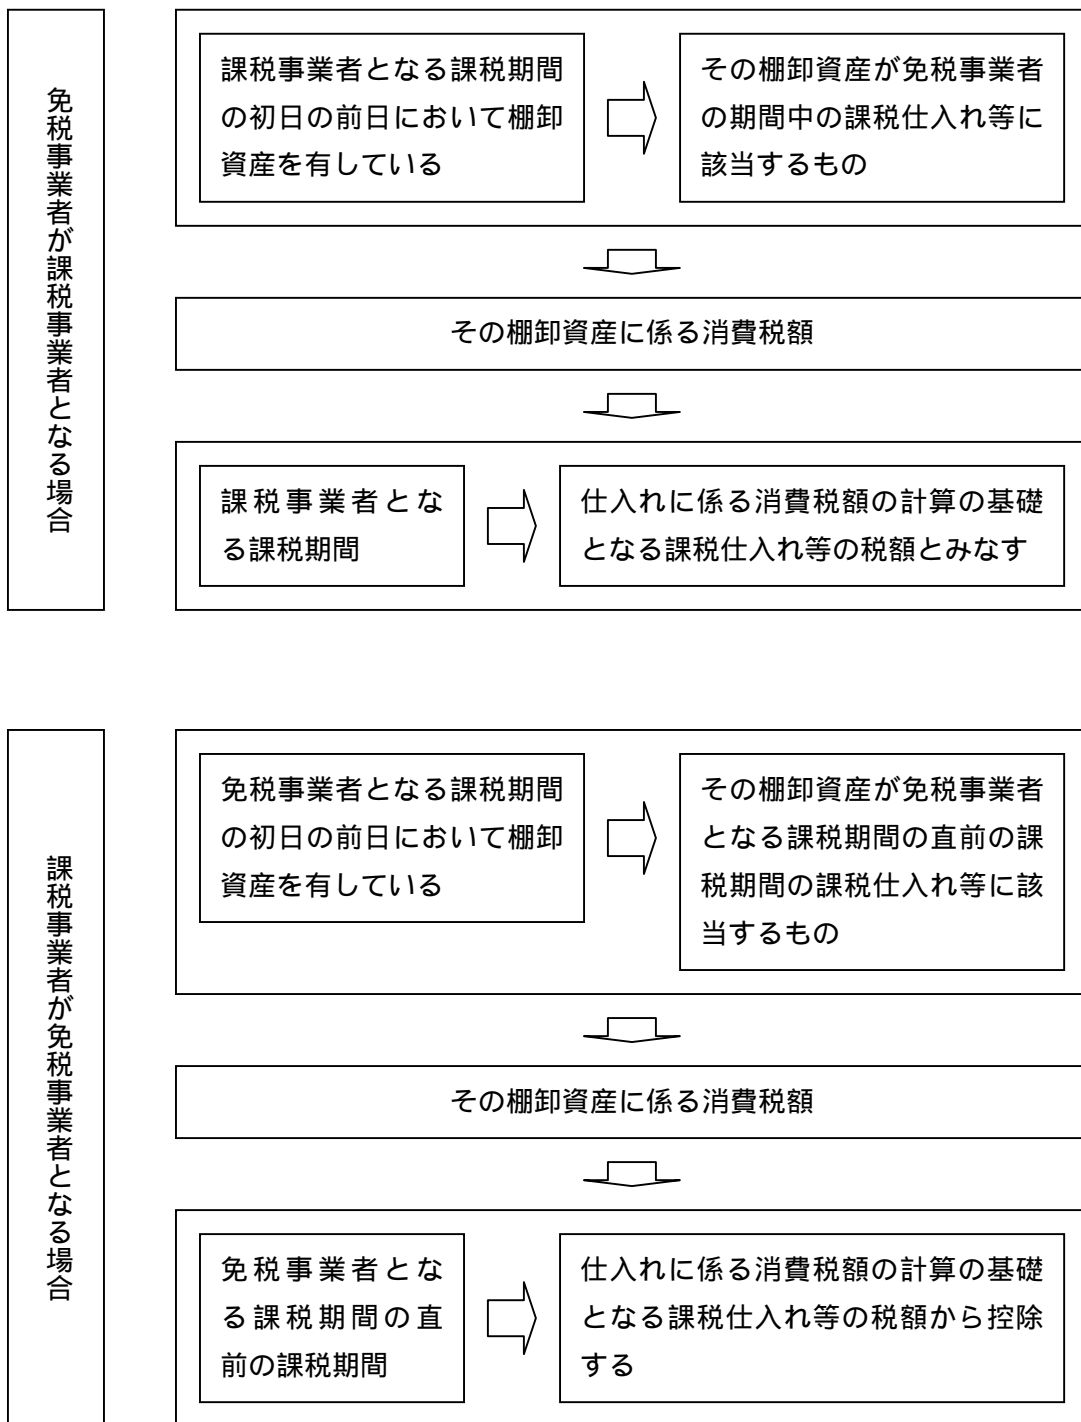 免税事業者が課税事業者となる場合
課税事業者となる課税期間
の初日の前日において棚卸
資産を有している
その棚卸資産が免税事業者
の期間中の課税仕入れ等に
該当するもの
その棚卸資産に係る消費税額
課税事業者とな
る課税期間
仕入れに係る消費税額の計算の基礎
となる課税仕入れ等の税額とみなす
課税事業者が免税事業者となる場合
免税事業者となる課税期間
の初日の前日において棚卸
資産を有している
その棚卸資産が免税事業者
となる課税期間の直前の課
税期間の課税仕入れ等に該
当するもの
その棚卸資産に係る消費税額
免税事業者とな
る課税期間の直
前の課税期間
仕入れに係る消費税額の計算の基礎
となる課税仕入れ等の税額から控除
する